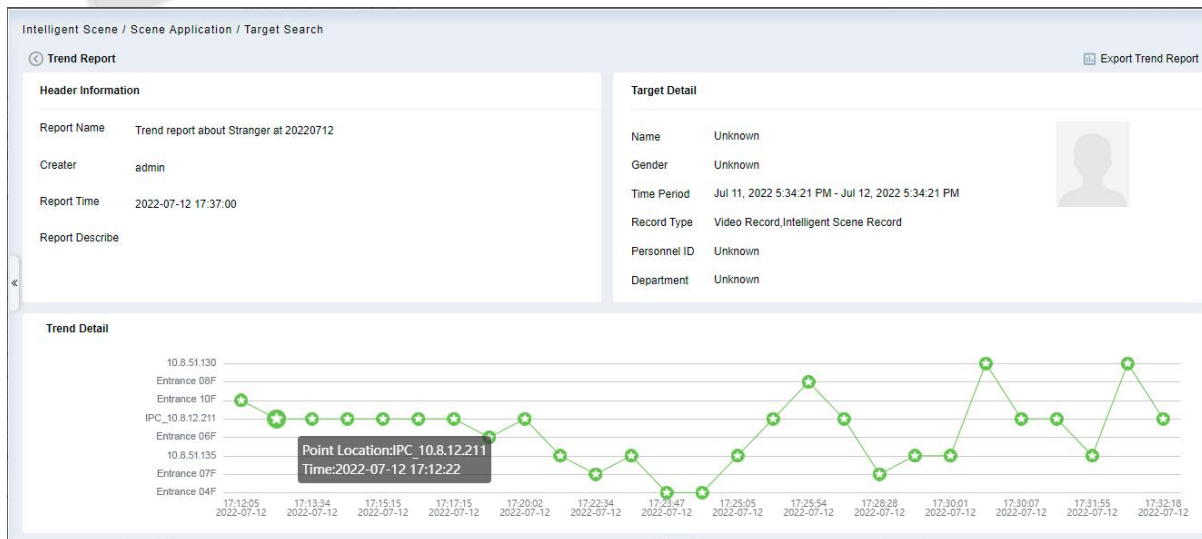 Intelligent Scene / Scene Application / Target Search
Trend Report
Export Trend Report
Header Information
Report Name Trend report about Stranger at 20220712
Creater admin
Report Time 2022-07-12 17:37:00
Report Describe
Target Detail
Name Unknown
Gender Unknown
Time Period Jul 11, 2022 5:34:21 PM - Jul 12, 2022 5:34:21 PM
Record Type Video Record,Intelligent Scene Record
Personnel ID Unknown
Department Unknown
«
Trend Detail
10.8.51.130
Entrance 08F
Entrance 10F
IPC_10.8.12.211
Entrance 06F
10.8.51.135
Entrance 07F
Entrance 04F
Point Location:IPC_10.8.12.211
Time:2022-07-12 17:12:22
17:12:05 17:13:34 17:15:15 17:17:15 17:20:02 17:22:34 17:23:47 17:25:05 17:25:54 17:28:28 17:30:01 17:30:07 17:31:55 17:32:18
2022-07-12 2022-07-12 2022-07-12 2022-07-12 2022-07-12 2022-07-12 2022-07-12 2022-07-12 2022-07-12 2022-07-12 2022-07-12 2022-07-12 2022-07-12 2022-07-12